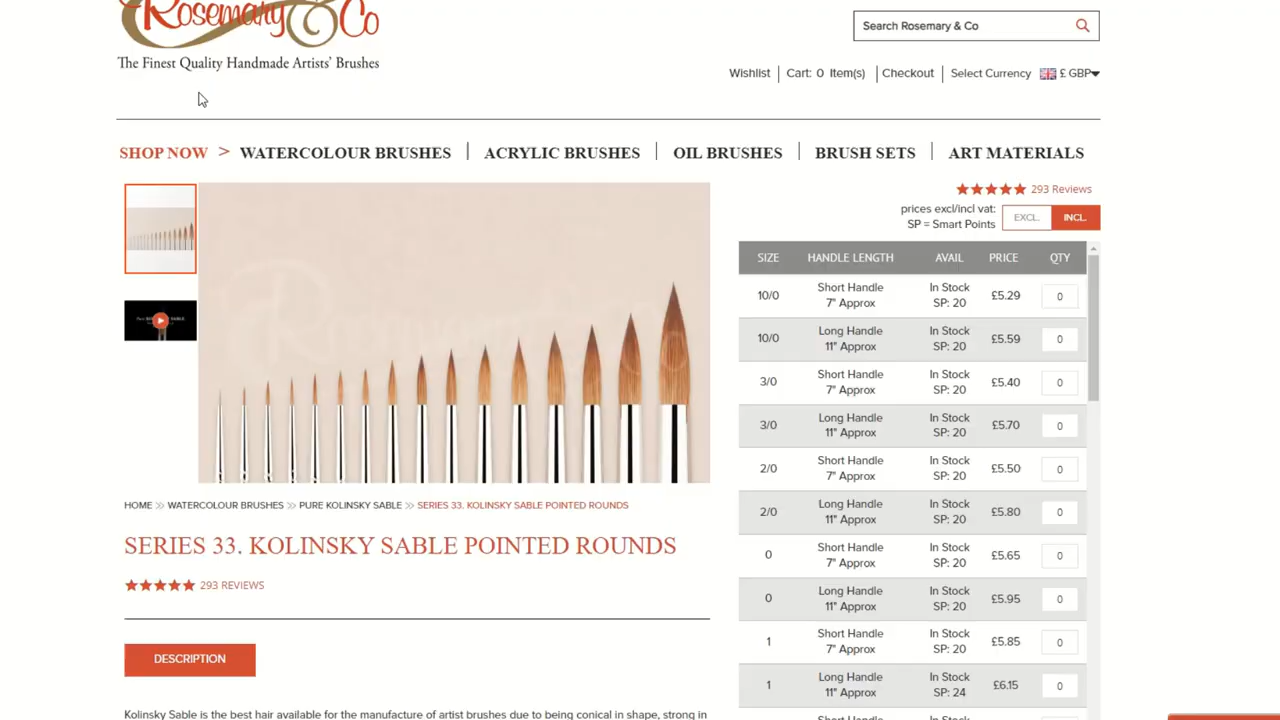 Rosemary & Co
The Finest Quality Handmade Artists' Brushes
Search Rosemary & Co
Wishlist
Cart: 0 Item(s)
Checkout
Select Currency
£ GBP
SHOP NOW > WATERCOLOUR BRUSHES
ACRYLIC BRUSHES
OIL BRUSHES
BRUSH SETS
ART MATERIALS
293 Reviews
prices excl/incl vat:
SP = Smart Points
EXCL.
INCL.
SIZE HANDLE LENGTH AVAIL PRICE QTY
10/0 Short Handle 7" Approx In Stock SP: 20 £5.29 0
10/0 Long Handle 11" Approx In Stock SP: 20 £5.59 0
3/0 Short Handle 7" Approx In Stock SP: 20 £5.40 0
3/0 Long Handle 11" Approx In Stock SP: 20 £5.70 0
2/0 Short Handle 7" Approx In Stock SP: 20 £5.50 0
2/0 Long Handle 11" Approx In Stock SP: 20 £5.80 0
0 Short Handle 7" Approx In Stock SP: 20 £5.65 0
0 Long Handle 11" Approx In Stock SP: 20 £5.95 0
1 Short Handle 7" Approx In Stock SP: 20 £5.85 0
1 Long Handle 11" Approx In Stock SP: 24 £6.15 0
HOME >> WATERCOLOUR BRUSHES >> PURE KOLINSKY SABLE >> SERIES 33. KOLINSKY SABLE POINTED ROUNDS
SERIES 33. KOLINSKY SABLE POINTED ROUNDS
293 REVIEWS
DESCRIPTION
Kolinsky Sable is the best hair available for the manufacture of artist brushes due to being conical in shape, strong in